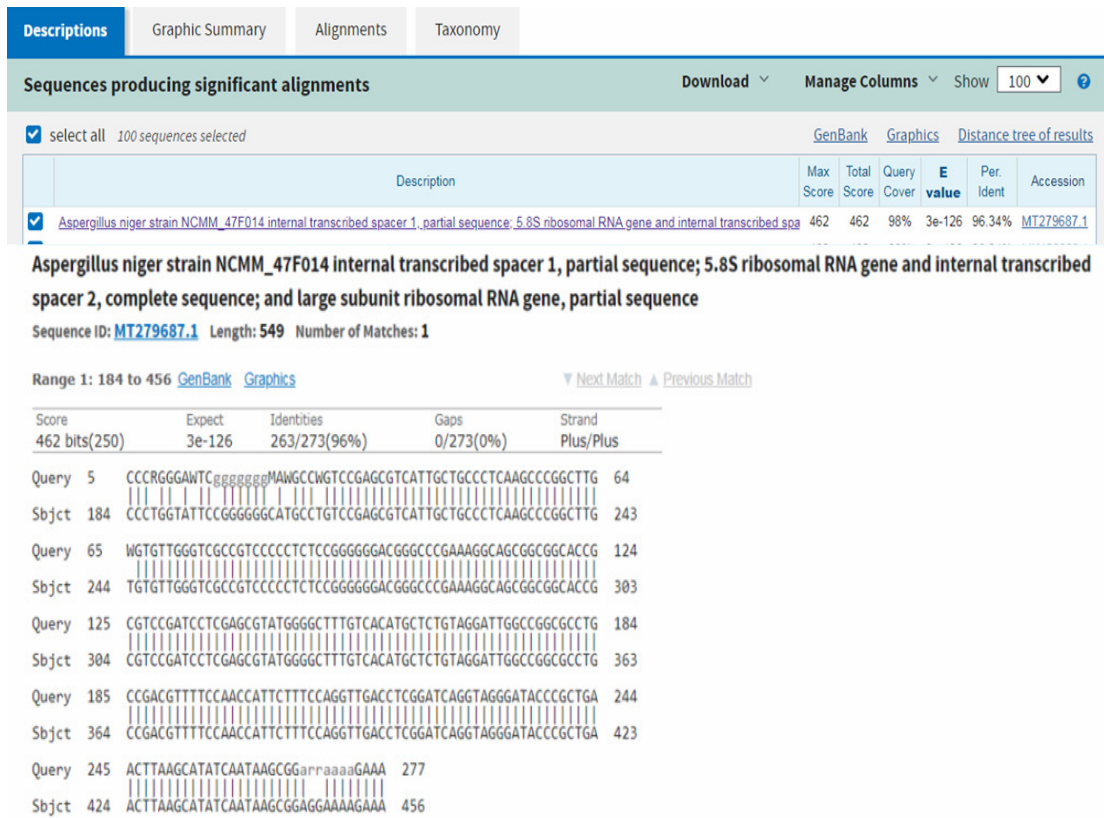 Descriptions Graphic Summary Alignments Taxonomy
Sequences producing significant alignments Download Manage Columns Show 100
select all 100 sequences selected GenBank Graphics Distance tree of results
Description Max Score Total Score Query Cover E value Per. Ident Accession
Aspergillus niger strain NCMM_47F014 internal transcribed spacer 1, partial sequence; 5.8S ribosomal RNA gene and internal transcribed spa 462 462 98% 3e-126 96.34% MT279687.1
Aspergillus niger strain NCMM_47F014 internal transcribed spacer 1, partial sequence; 5.8S ribosomal RNA gene and internal transcribed
spacer 2, complete sequence; and large subunit ribosomal RNA gene, partial sequence
Sequence ID: MT279687.1 Length: 549 Number of Matches: 1
Range 1: 184 to 456 GenBank Graphics ▼ Next Match ▲ Previous Match
Score Expect Identities Gaps Strand
462 bits(250) 3e-126 263/273(96%) 0/273(0%) Plus/Plus
Query 5 CCCRGGGAWTCgggggggMAWGCCWGTCCGAGCGTCATTGCTGCCCTCAAGCCCGGCTTG 64
Sbjct 184 CCCTGGTATTCCGGGGGGCATGCCTGTCCGAGCGTCATTGCTGCCCTCAAGCCCGGCTTG 243
Query 65 WGTGTTGGGTCGCCGTCCCCCTCTCCGGGGGGACGGGCCCGAAAGGCAGCGGCGGCACCG 124
Sbjct 244 TGTGTTGGGTCGCCGTCCCCCTCTCCGGGGGGACGGGCCCGAAAGGCAGCGGCGGCACCG 303
Query 125 CGTCCGATCCTCGAGCGTATGGGGCTTTGTCACATGCTCTGTAGGATTGGCCGGCGCCTG 184
Sbjct 304 CGTCCGATCCTCGAGCGTATGGGGCTTTGTCACATGCTCTGTAGGATTGGCCGGCGCCTG 363
Query 185 CCGACGTTTTCCAACCATTCTTTCCAGGTTGACCTCGGATCAGGTAGGGATACCCGCTGA 244
Sbjct 364 CCGACGTTTTCCAACCATTCTTTCCAGGTTGACCTCGGATCAGGTAGGGATACCCGCTGA 423
Query 245 ACTTAAGCATATCAATAAGCGGarraaaaGAAA 277
Sbjct 424 ACTTAAGCATATCAATAAGCGGAGGAAAAGAAA 456